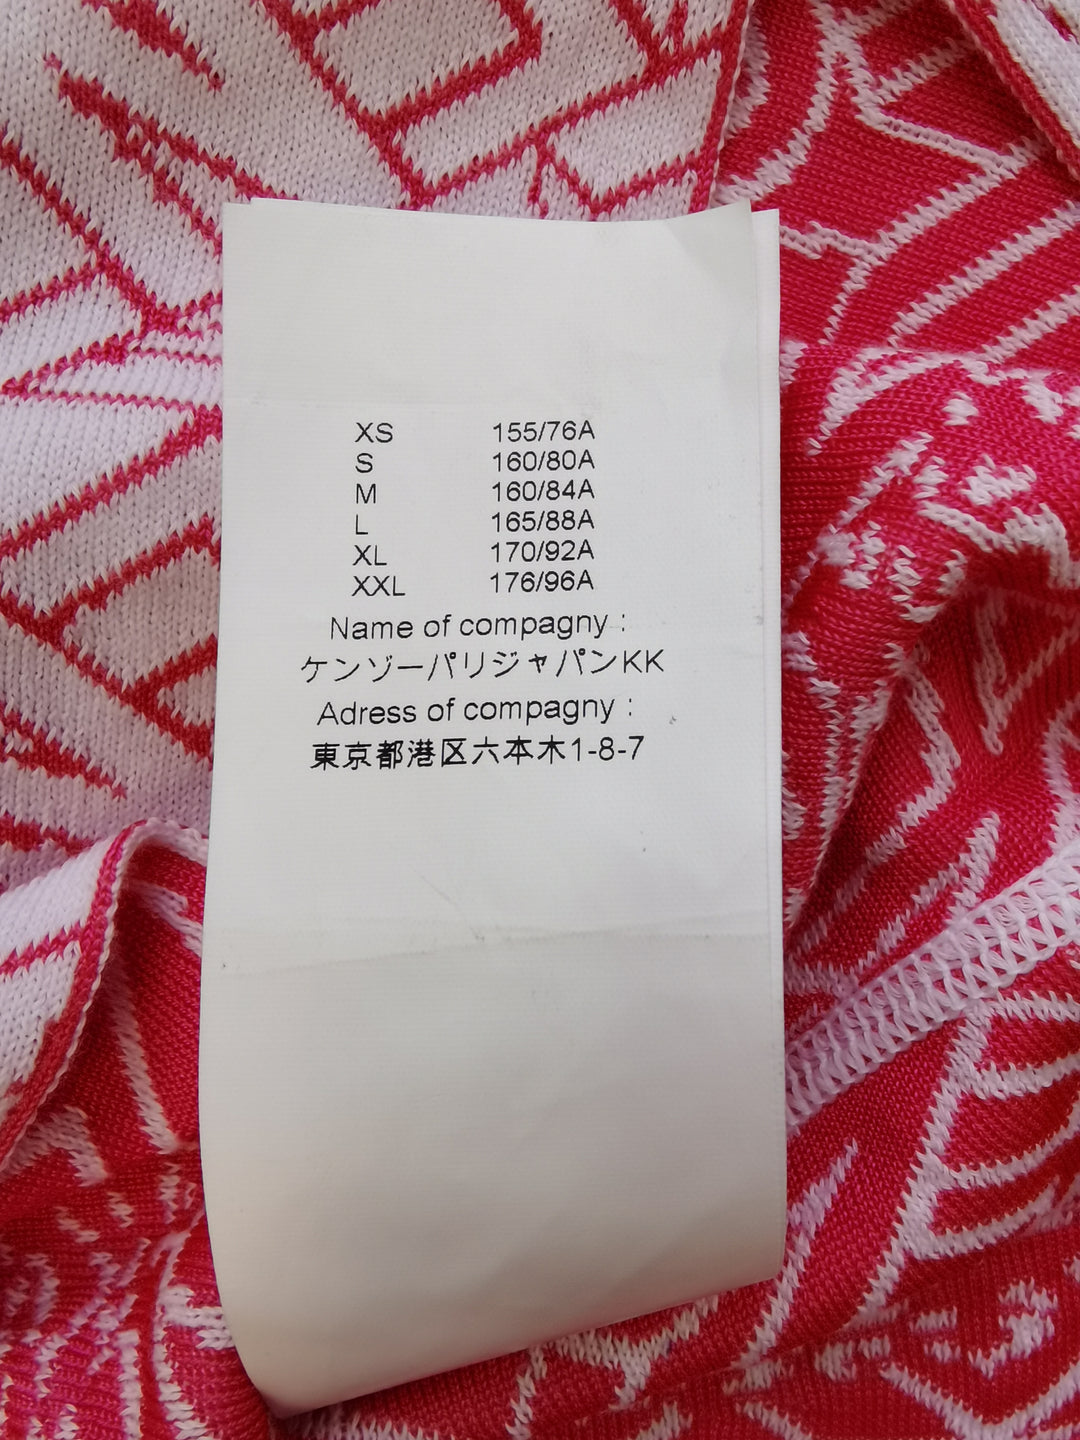 XS 155/76A
S 160/80A
M 160/84A
L 165/88A
XL 170/92A
XXL 176/96A
Name of compagny :
ケンゾーパリジャパンKK
Adress of compagny :
東京都港区六本木1-8-7